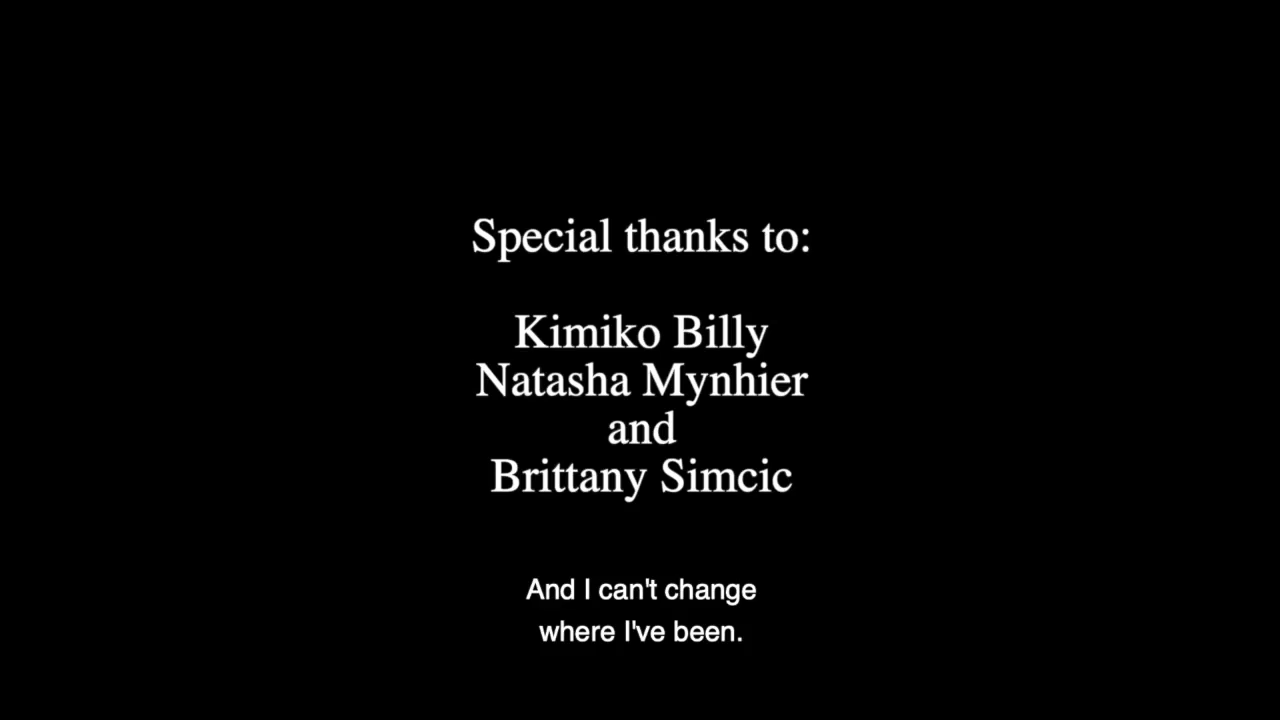 Special thanks to:
Kimiko Billy
Natasha Mynhier
and
Brittany Simcic
And I can't change
where I've been.